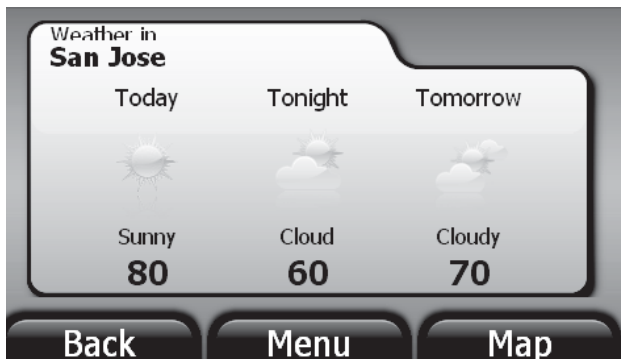 Weather in
San Jose
Today Tonight Tomorrow
Sunny Cloud Cloudy
80 60 70
Back Menu Map